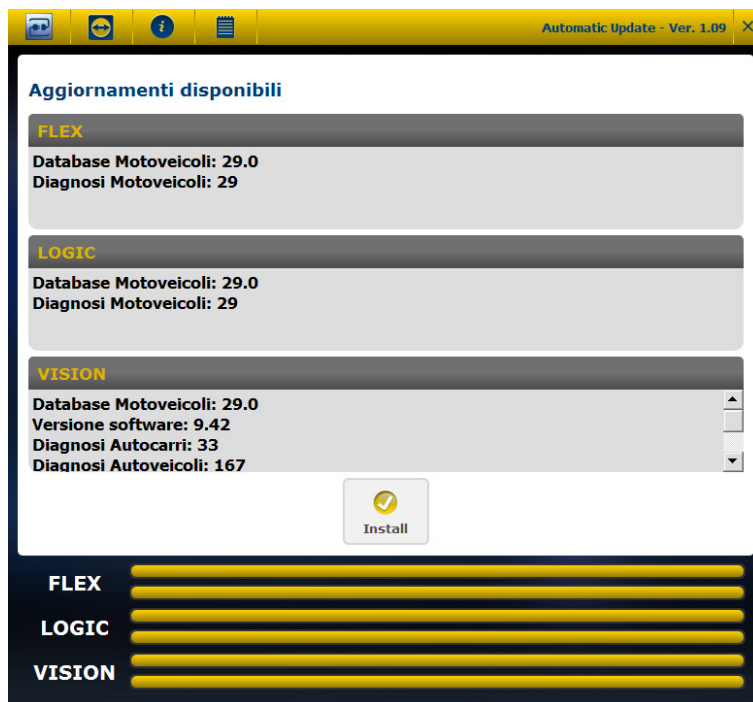 Automatic Update - Ver. 1.09
Aggiornamenti disponibili
FLEX
Database Motoveicoli: 29.0
Diagnosi Motoveicoli: 29
LOGIC
Database Motoveicoli: 29.0
Diagnosi Motoveicoli: 29
VISION
Database Motoveicoli: 29.0
Versione software: 9.42
Diagnosi Autocarri: 33
Diagnosi Autoveicoli: 167
Install
FLEX
LOGIC
VISION